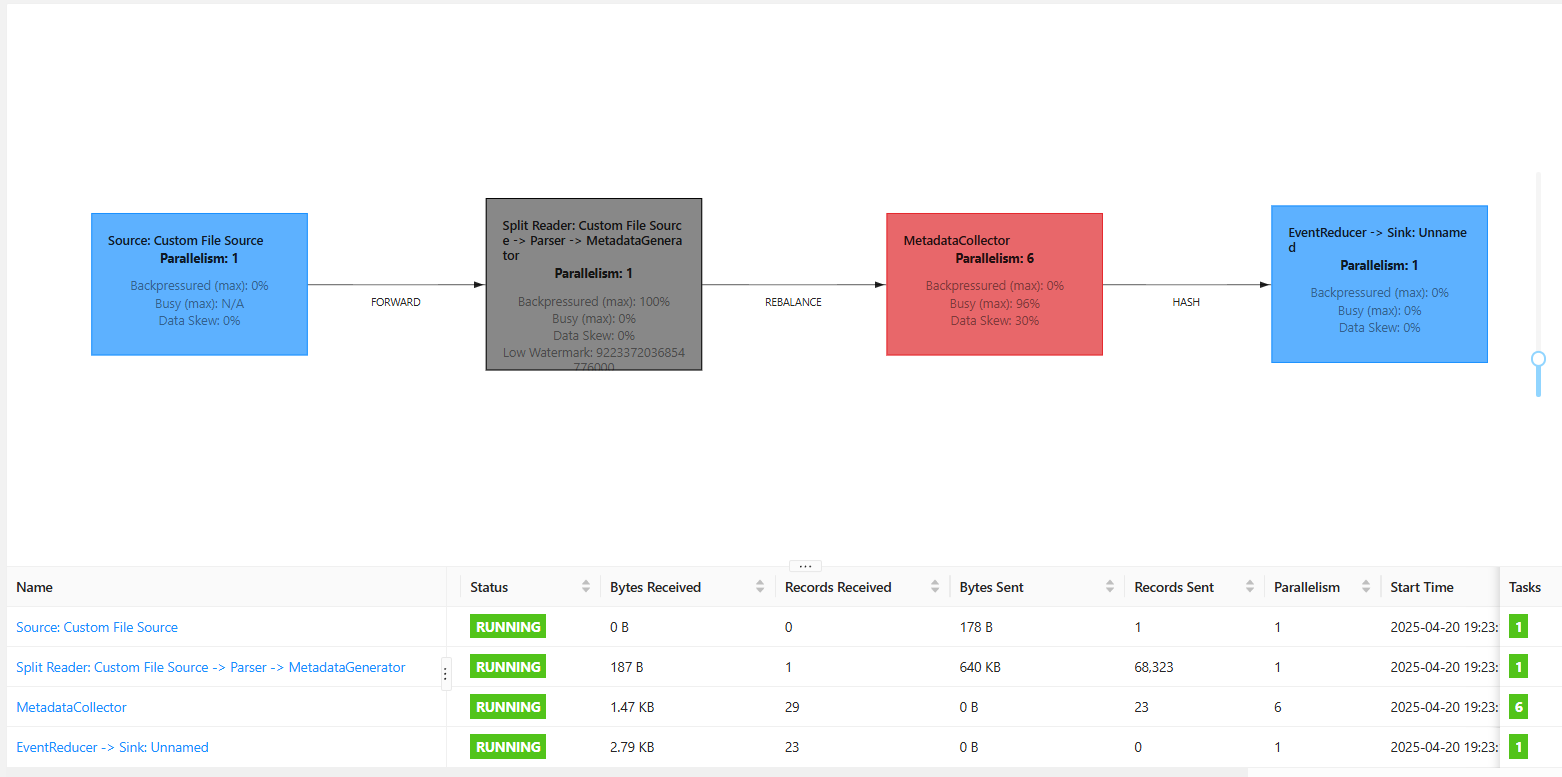 Source: Custom File Source
Parallelism: 1
Backpressured (max): 0%
Busy (max): N/A
Data Skew: 0%
FORWARD
Split Reader: Custom File Sourc
e -> Parser -> MetadataGenera
tor
Parallelism: 1
Backpressured (max): 100%
Busy (max): 0%
Data Skew: 0%
Low Watermark: 9223372036854
776000
REBALANCE
MetadataCollector
Parallelism: 6
Backpressured (max): 0%
Busy (max): 96%
Data Skew: 30%
HASH
EventReducer -> Sink: Unname
d
Parallelism: 1
Backpressured (max): 0%
Busy (max): 0%
Data Skew: 0%
Name Status Bytes Received Records Received Bytes Sent Records Sent Parallelism Start Time Tasks
Source: Custom File Source RUNNING 0 B 0 178 B 1 1 2025-04-20 19:23: 1
Split Reader: Custom File Source -> Parser -> MetadataGenerator RUNNING 187 B 1 640 KB 68,323 1 2025-04-20 19:23: 1
MetadataCollector RUNNING 1.47 KB 29 0 B 23 6 2025-04-20 19:23: 6
EventReducer -> Sink: Unnamed RUNNING 2.79 KB 23 0 B 0 1 2025-04-20 19:23: 1